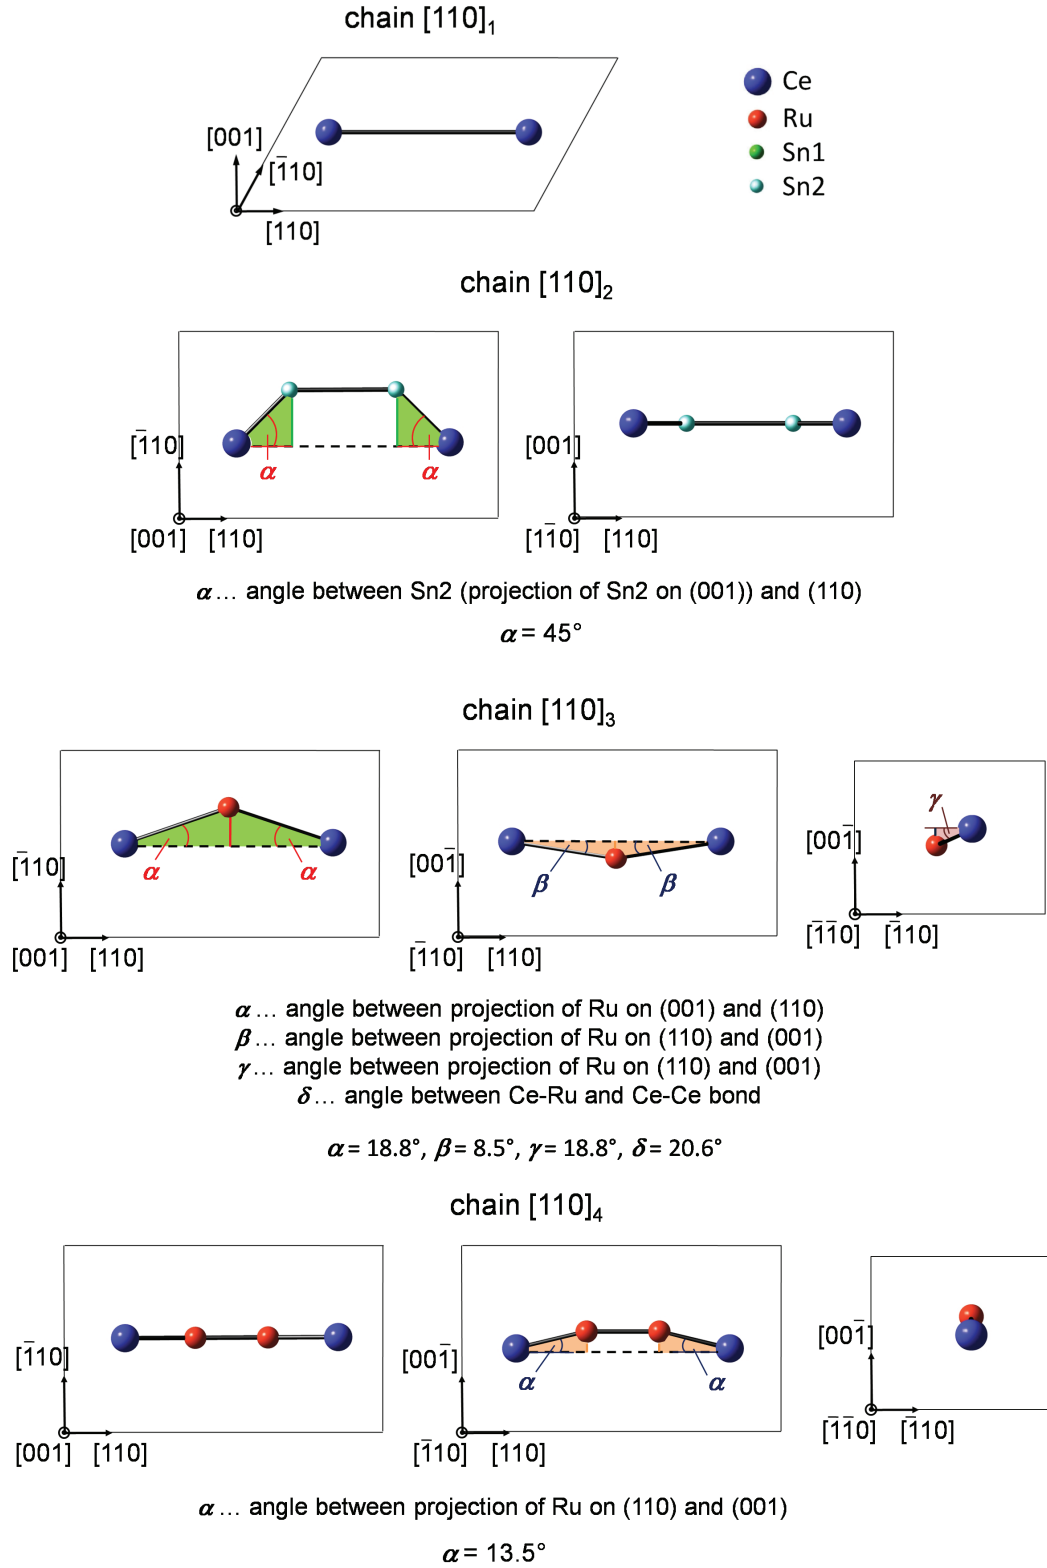 chain [110]₁
Ce
Ru
Sn1
Sn2
[001]
[1̅10]
[110]
chain [110]₂
α
α
[1̅10]
[001] [110]
[001]
[11̅0] [110]
α ... angle between Sn2 (projection of Sn2 on (001)) and (110)
α = 45°
chain [110]₃
α
α
[1̅10]
[001] [110]
β
β
[001̅]
[1̅10] [110]
γ
[001̅]
[1̅1̅0] [1̅10]
α ... angle between projection of Ru on (001) and (110)
β ... angle between projection of Ru on (110) and (001)
γ ... angle between projection of Ru on (110) and (001)
δ ... angle between Ce-Ru and Ce-Ce bond
α = 18.8°, β = 8.5°, γ = 18.8°, δ = 20.6°
chain [110]₄
[1̅10]
[001] [110]
α
α
[001̅]
[1̅10] [110]
[001̅]
[1̅1̅0] [1̅10]
α ... angle between projection of Ru on (110) and (001)
α = 13.5°